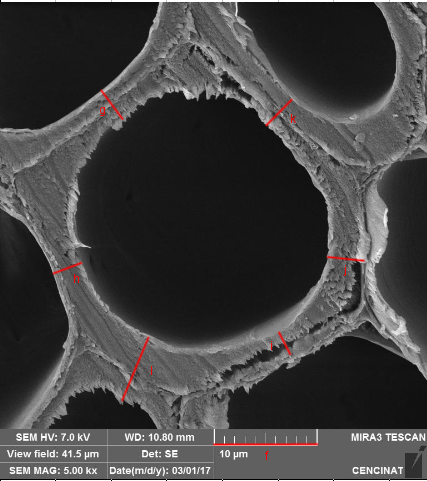 a
c
b
SEM HV: 7.0 kV
WD: 10.80 mm
MIRA3 TESCAN
View field: 41.5 µm
Det: SE
10 µm
f
SEM MAG: 5.00 kx
Date(m/d/y): 03/01/17
CENCINAT